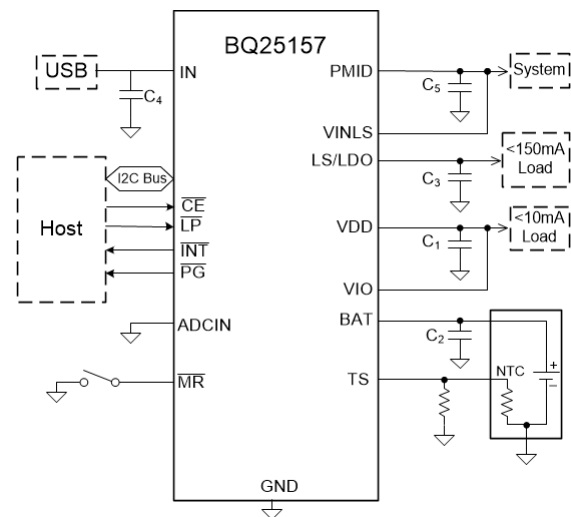 BQ25157
USB
IN
C4
I2C Bus
Host
CE
LP
INT
PG
ADCIN
MR
GND
PMID
C5
System
VINLS
LS/LDO
C3
<150mA
Load
VDD
C1
<10mA
Load
VIO
BAT
C2
TS
NTC
+
–